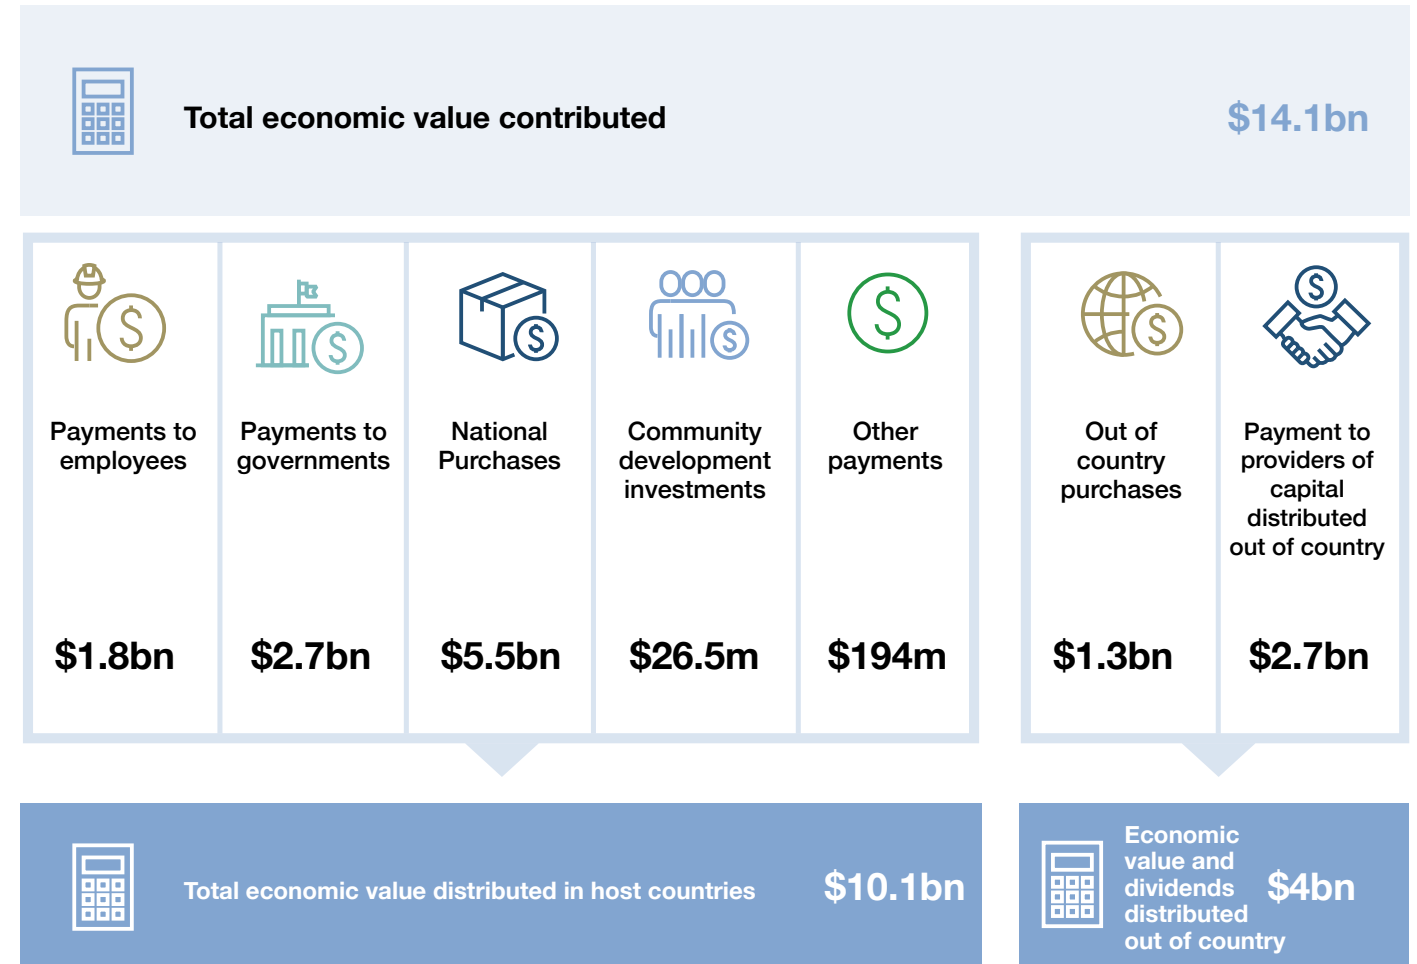 Total economic value contributed
$14.1bn
Payments to
employees
$1.8bn
Payments to
governments
$2.7bn
National
Purchases
$5.5bn
Community
development
investments
$26.5m
Other
payments
$194m
Out of
country
purchases
$1.3bn
Payment to
providers of
capital
distributed
out of country
$2.7bn
Total economic value distributed in host countries
$10.1bn
Economic
value and
dividends
distributed
out of country
$4bn